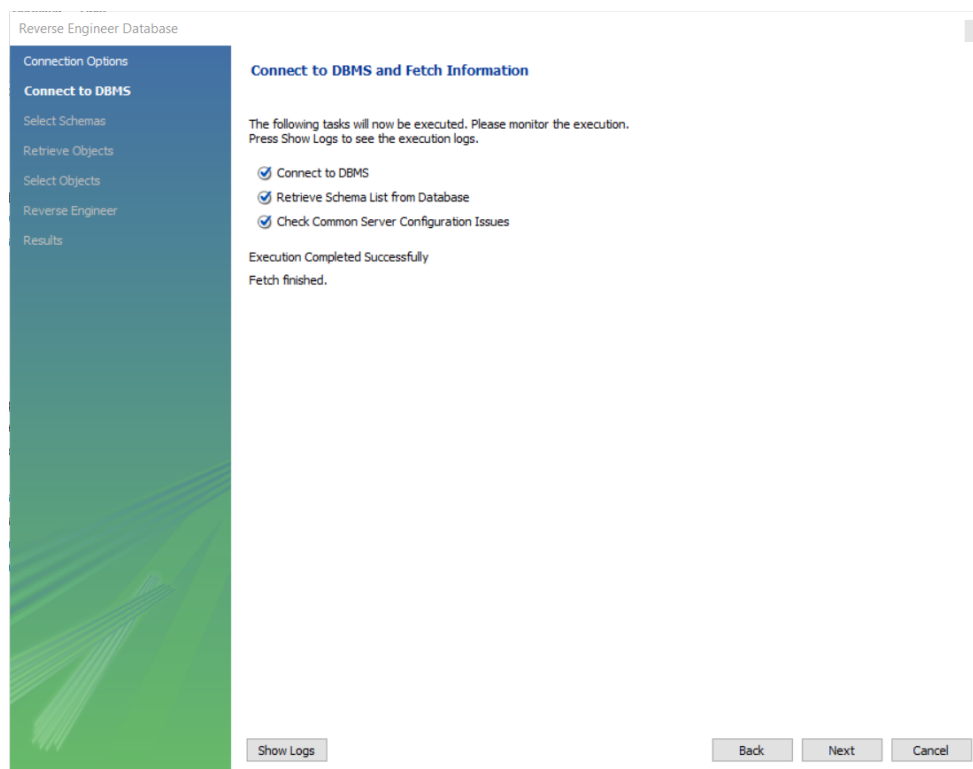 Reverse Engineer Database
Connection Options
Connect to DBMS
Select Schemas
Retrieve Objects
Select Objects
Reverse Engineer
Results
Connect to DBMS and Fetch Information
The following tasks will now be executed. Please monitor the execution.
Press Show Logs to see the execution logs.
Connect to DBMS
Retrieve Schema List from Database
Check Common Server Configuration Issues
Execution Completed Successfully
Fetch finished.
Show Logs
Back
Next
Cancel